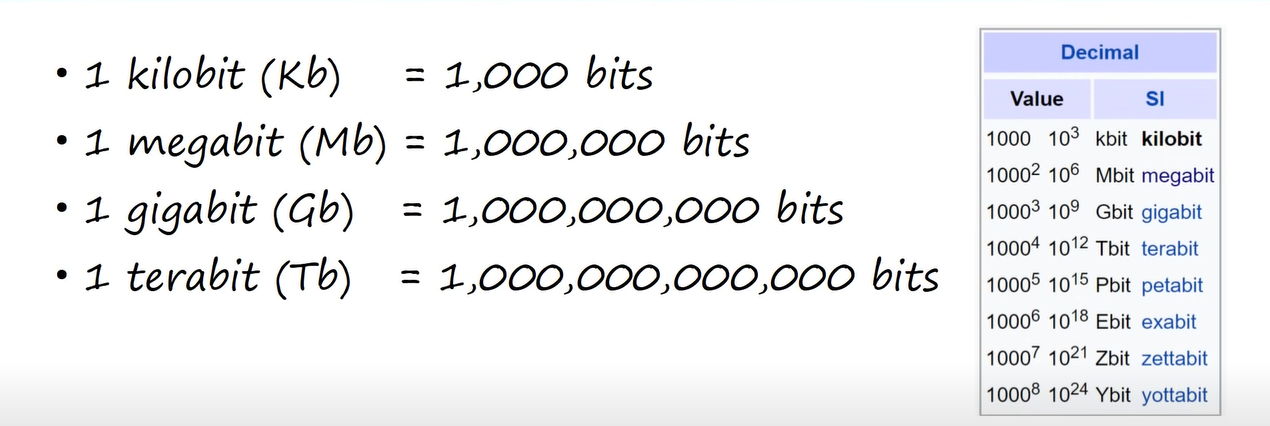 • 1 kilobit (Kb) = 1,000 bits
• 1 megabit (Mb) = 1,000,000 bits
• 1 gigabit (Gb) = 1,000,000,000 bits
• 1 terabit (Tb) = 1,000,000,000,000 bits
Decimal
Value SI
1000 10³ kbit kilobit
1000² 10⁶ Mbit megabit
1000³ 10⁹ Gbit gigabit
1000⁴ 10¹² Tbit terabit
1000⁵ 10¹⁵ Pbit petabit
1000⁶ 10¹⁸ Ebit exabit
1000⁷ 10²¹ Zbit zettabit
1000⁸ 10²⁴ Ybit yottabit